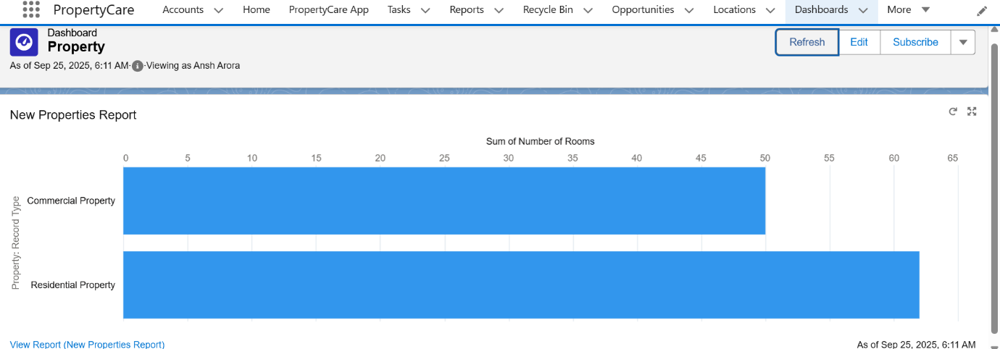 PropertyCare Accounts Home PropertyCare App Tasks Reports Recycle Bin Opportunities Locations Dashboards More
Dashboard
Property
Refresh Edit Subscribe
As of Sep 25, 2025, 6:11 AM·Viewing as Ansh Arora
New Properties Report
Sum of Number of Rooms
0 5 10 15 20 25 30 35 40 45 50 55 60 65
Property: Record Type
Commercial Property
Residential Property
View Report (New Properties Report)
As of Sep 25, 2025, 6:11 AM